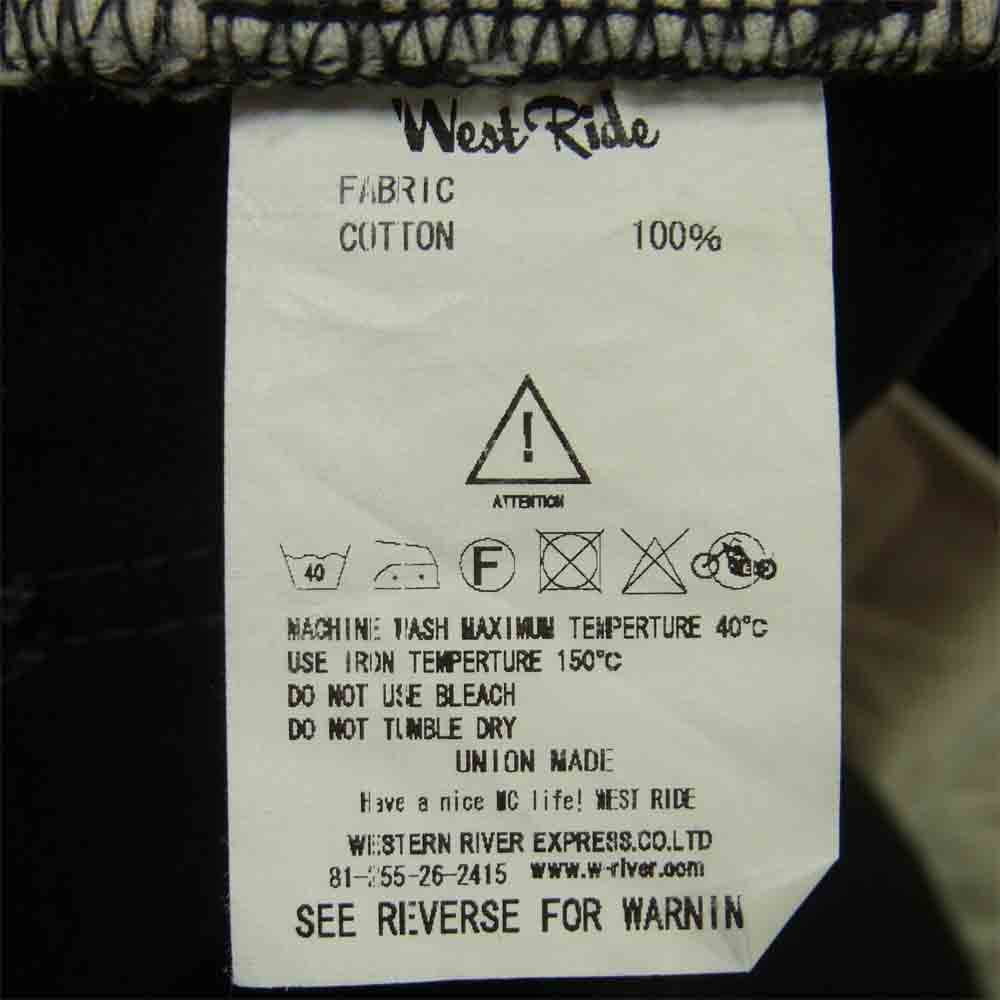 West Ride
FABRIC
COTTON 100%
!
ATTENTION
40 F
MACHINE WASH MAXIMUM TEMPERTURE 40°C
USE IRON TEMPERTURE 150°C
DO NOT USE BLEACH
DO NOT TUMBLE DRY
UNION MADE
Have a nice MC life! WEST RIDE
WESTERN RIVER EXPRESS.CO.LTD
81-255-26-2415 www.w-river.com
SEE REVERSE FOR WARNIN